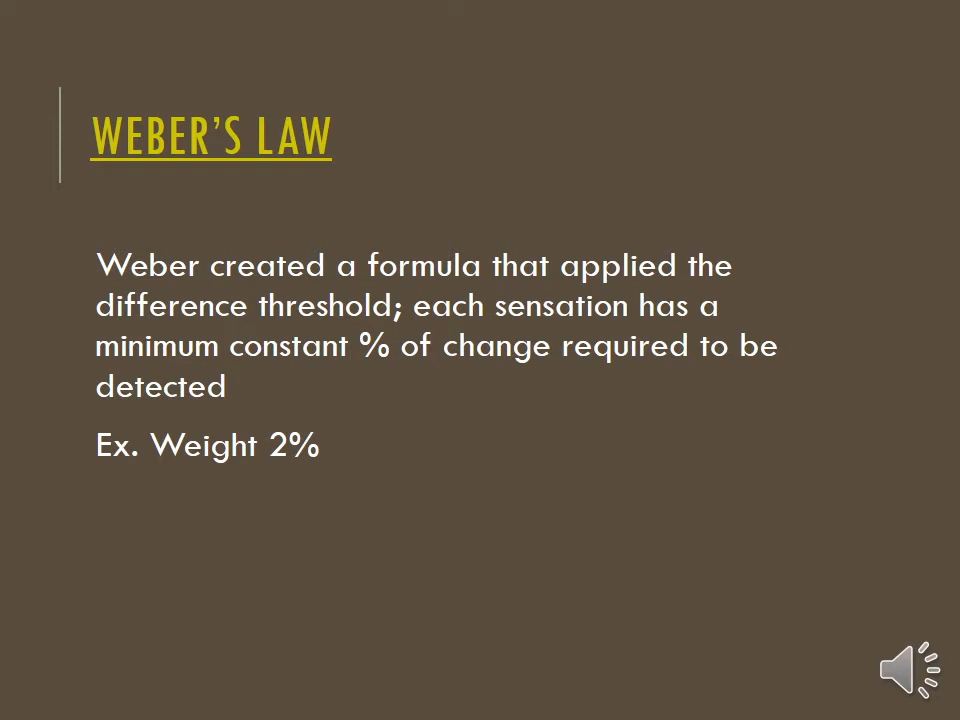 WEBER’S LAW
Weber created a formula that applied the
difference threshold; each sensation has a
minimum constant % of change required to be
detected
Ex. Weight 2%